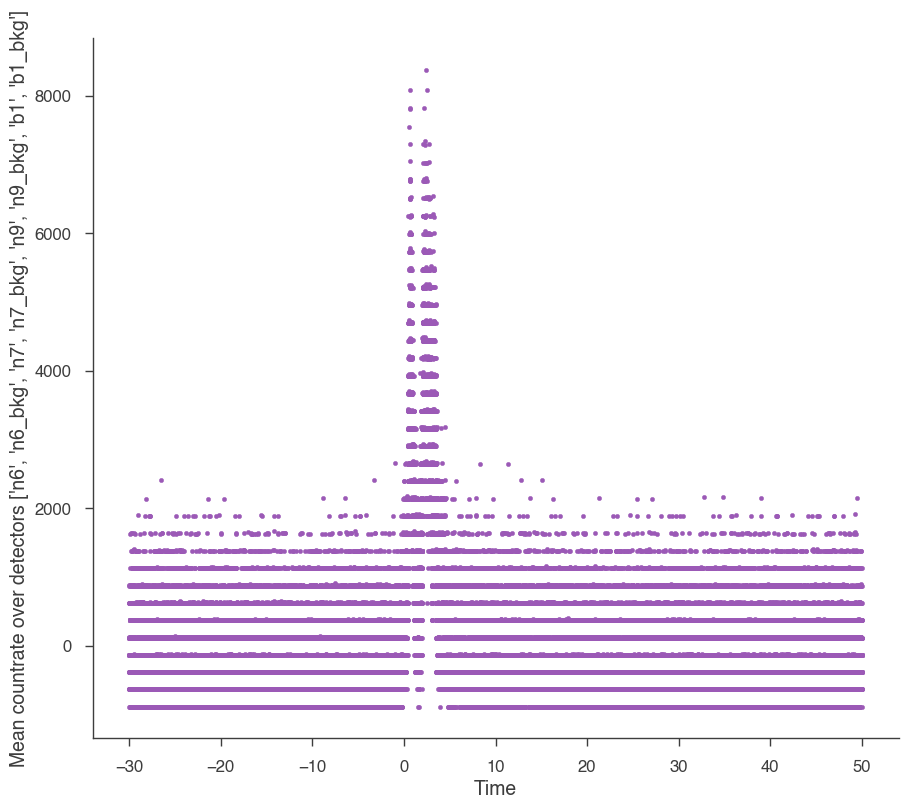 Mean countrate over detectors ['n6', 'n6_bkg', 'n7', 'n7_bkg', 'n9', 'n9_bkg', 'b1', 'b1_bkg']
8000
6000
4000
2000
0
−30 −20 −10 0 10 20 30 40 50
Time